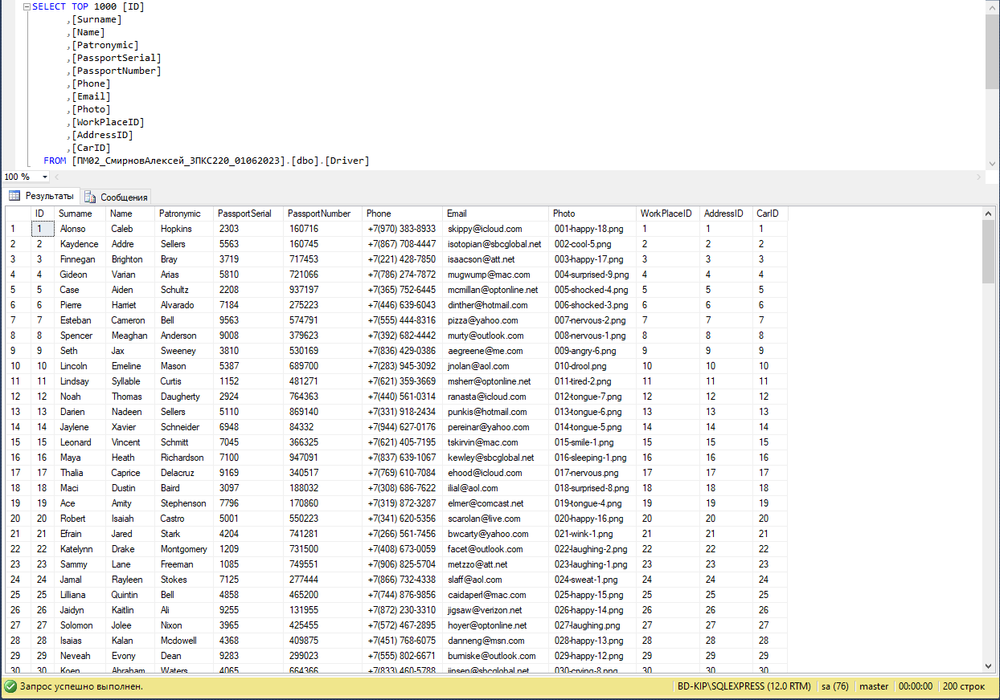 SELECT TOP 1000 [ID]
,[Surname]
,[Name]
,[Patronymic]
,[PassportSerial]
,[PassportNumber]
,[Phone]
,[Email]
,[Photo]
,[WorkPlaceID]
,[AddressID]
,[CarID]
FROM [ПМ02_СмирновАлексей_3ПКС220_01062023].[dbo].[Driver]
100 %
Результаты Сообщения
ID Surname Name Patronymic PassportSerial PassportNumber Phone Email Photo WorkPlaceID AddressID CarID
1 1 Alonso Caleb Hopkins 2303 160716 +7(970) 383-8933 skippy@icloud.com 001-happy-18.png 1 1 1
2 2 Kaydence Addre Sellers 5563 160745 +7(867) 708-4447 isotopian@sbcglobal.net 002-cool-5.png 2 2 2
3 3 Finnegan Brighton Bray 3719 717453 +7(221) 428-7850 isaacson@att.net 003-happy-17.png 3 3 3
4 4 Gideon Varian Arias 5810 721066 +7(786) 274-7872 mugwump@mac.com 004-surprised-9.png 4 4 4
5 5 Case Aiden Schultz 2208 937197 +7(365) 752-6445 mcmillan@optonline.net 005-shocked-4.png 5 5 5
6 6 Pierre Harriet Alvarado 7184 275223 +7(446) 639-6043 dinther@hotmail.com 006-shocked-3.png 6 6 6
7 7 Esteban Cameron Bell 9563 574791 +7(555) 444-8316 pizza@yahoo.com 007-nervous-2.png 7 7 7
8 8 Spencer Meaghan Anderson 9008 379623 +7(392) 682-4442 murty@outlook.com 008-nervous-1.png 8 8 8
9 9 Seth Jax Sweeney 3810 530169 +7(836) 429-0386 aegreene@me.com 009-angry-6.png 9 9 9
10 10 Lincoln Emeline Mason 5387 689700 +7(283) 945-3092 jnolan@aol.com 010-drool.png 10 10 10
11 11 Lindsay Syllable Curtis 1152 481271 +7(621) 359-3669 msherr@optonline.net 011-tired-2.png 11 11 11
12 12 Noah Thomas Daugherty 2924 764363 +7(440) 561-0314 ranasta@icloud.com 012-tongue-7.png 12 12 12
13 13 Darien Nadeen Sellers 5110 869140 +7(331) 918-2434 punkis@hotmail.com 013-tongue-6.png 13 13 13
14 14 Jaylene Xavier Schneider 6948 84332 +7(944) 627-0176 pereinar@yahoo.com 014-tongue-5.png 14 14 14
15 15 Leonard Vincent Schmitt 7045 366325 +7(621) 405-7195 tskirvin@mac.com 015-smile-1.png 15 15 15
16 16 Maya Heath Richardson 7100 947091 +7(837) 639-1067 kewley@sbcglobal.net 016-sleeping-1.png 16 16 16
17 17 Thalia Caprice Delacruz 9169 340517 +7(769) 610-7084 ehood@icloud.com 017-nervous.png 17 17 17
18 18 Maci Dustin Baird 3097 188032 +7(308) 686-7622 ilial@aol.com 018-surprised-8.png 18 18 18
19 19 Ace Amity Stephenson 7796 170860 +7(319) 872-3287 elmer@comcast.net 019-tongue-4.png 19 19 19
20 20 Robert Isaiah Castro 5001 550223 +7(341) 620-5356 scarolan@live.com 020-happy-16.png 20 20 20
21 21 Efrain Jared Stark 4204 741281 +7(266) 561-7456 bwcarty@yahoo.com 021-wink-1.png 21 21 21
22 22 Katelynn Drake Montgomery 1209 731500 +7(408) 673-0059 facet@outlook.com 022-laughing-2.png 22 22 22
23 23 Sammy Lane Freeman 1085 749551 +7(906) 825-5704 metzzo@att.net 023-laughing-1.png 23 23 23
24 24 Jamal Rayleen Stokes 7125 277444 +7(866) 732-4338 slaff@aol.com 024-sweat-1.png 24 24 24
25 25 Lilliana Quintin Bell 4858 465200 +7(744) 876-9856 caidaperl@mac.com 025-happy-15.png 25 25 25
26 26 Jaidyn Kaitlin Ali 9255 131955 +7(872) 230-3310 jigsaw@verizon.net 026-happy-14.png 26 26 26
27 27 Solomon Jolee Nixon 3965 425455 +7(572) 467-2895 hoyer@optonline.net 027-laughing.png 27 27 27
28 28 Isaias Kalan Mcdowell 4368 409875 +7(451) 768-6075 danneng@msn.com 028-happy-13.png 28 28 28
29 29 Neveah Evony Dean 9283 299023 +7(555) 802-6671 burniske@outlook.com 029-happy-12.png 29 29 29
30 30 Koen Abraham Waters 4065 664366 +7(833) 460-5788 jipsen@sbcglobal.net 030-crying-8.png 30 30 30
Запрос успешно выполнен. BD-KIP\SQLEXPRESS (12.0 RTM) sa (76) master 00:00:00 200 строк